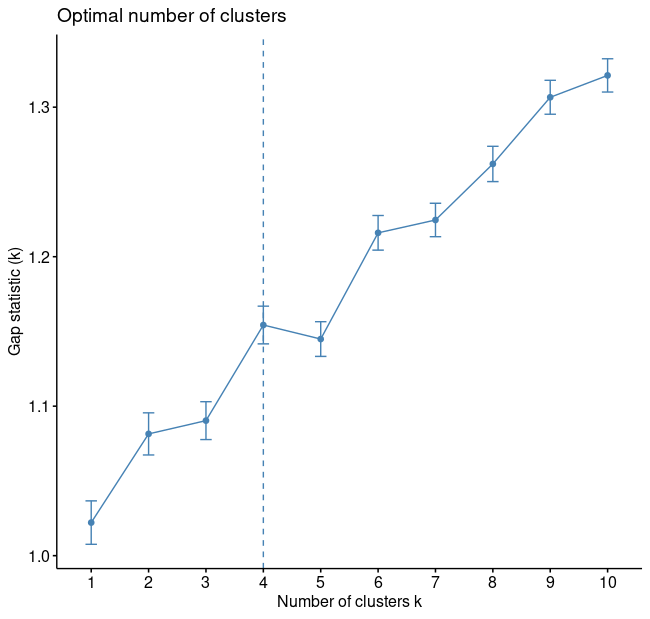 Optimal number of clusters
Gap statistic (k)
1.3
1.2
1.1
1.0
1 2 3 4 5 6 7 8 9 10
Number of clusters k